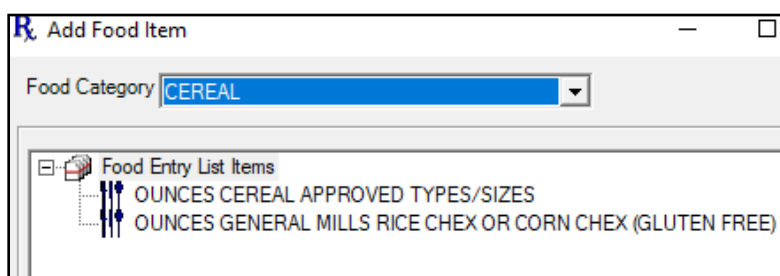 Rx Add Food Item
Food Category CEREAL
Food Entry List Items
OUNCES CEREAL APPROVED TYPES/SIZES
OUNCES GENERAL MILLS RICE CHEX OR CORN CHEX (GLUTEN FREE)